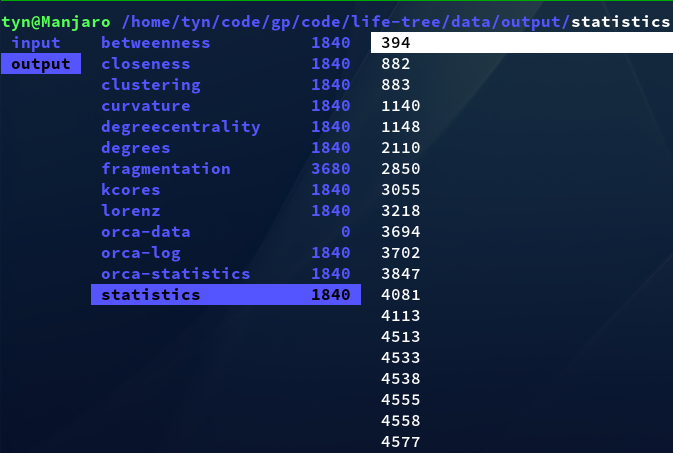 tyn@Manjaro /home/tyn/code/gp/code/life-tree/data/output/statistics
input betweenness 1840 394
output closeness 1840 882
clustering 1840 883
curvature 1840 1140
degreecentrality 1840 1148
degrees 1840 2110
fragmentation 3680 2850
kcores 1840 3055
lorenz 1840 3218
orca-data 0 3694
orca-log 1840 3702
orca-statistics 1840 3847
statistics 1840 4081
4113
4513
4533
4538
4555
4558
4577